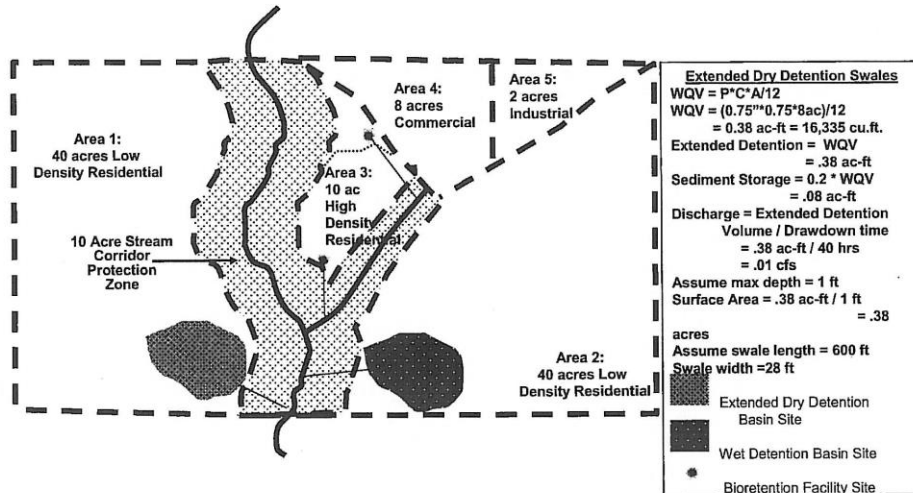 Area 1:
40 acres Low
Density Residential
10 Acre Stream
Corridor
Protection
Zone
Area 4:
8 acres
Commercial
Area 5:
2 acres
Industrial
Area 3:
10 ac
High
Density
Residential
Area 2:
40 acres Low
Density Residential
Extended Dry Detention Swales
WQV = P*C*A/12
WQV = (0.75"*0.75*8ac)/12
= 0.38 ac-ft = 16,335 cu.ft.
Extended Detention = WQV
= .38 ac-ft
Sediment Storage = 0.2 * WQV
= .08 ac-ft
Discharge = Extended Detention
Volume / Drawdown time
= .38 ac-ft / 40 hrs
= .01 cfs
Assume max depth = 1 ft
Surface Area = .38 ac-ft / 1 ft
= .38
acres
Assume swale length = 600 ft
Swale width =28 ft
Extended Dry Detention
Basin Site
Wet Detention Basin Site
Bioretention Facility Site